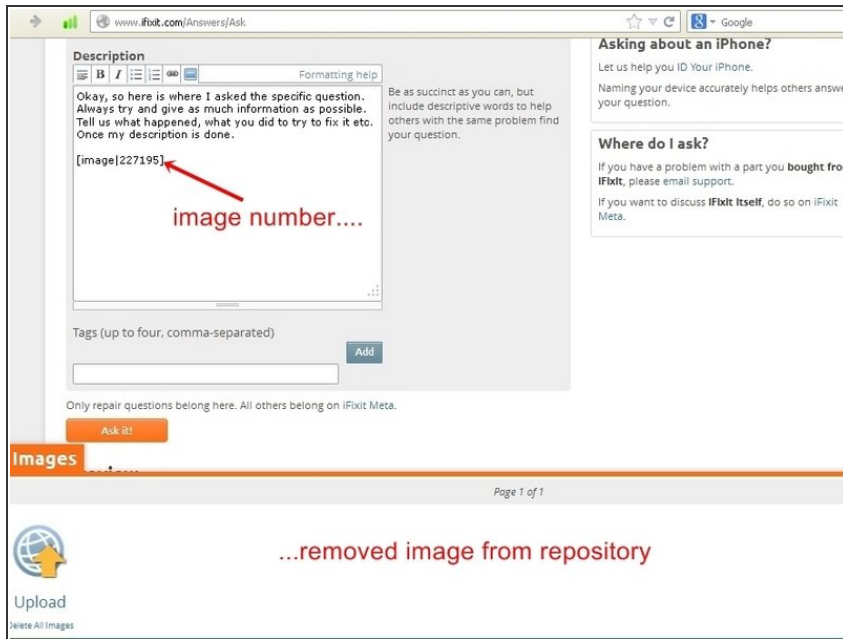 www.ifixit.com/Answers/Ask
Google
Description
B I
Formatting help
Okay, so here is where I asked the specific question.
Always try and give as much information as possible.
Tell us what happened, what you did to try to fix it etc.
Once my description is done.
[image|227195]
image number....
Be as succinct as you can, but
include descriptive words to help
others with the same problem find
your question.
Tags (up to four, comma-separated)
Add
Only repair questions belong here. All others belong on iFixit Meta.
Ask it!
Asking about an iPhone?
Let us help you ID Your iPhone.
Naming your device accurately helps others answe
your question.
Where do I ask?
If you have a problem with a part you bought fro
iFixit, please email support.
If you want to discuss iFixit itself, do so on iFixit
Meta.
Images
Page 1 of 1
...removed image from repository
Upload
Delete All Images